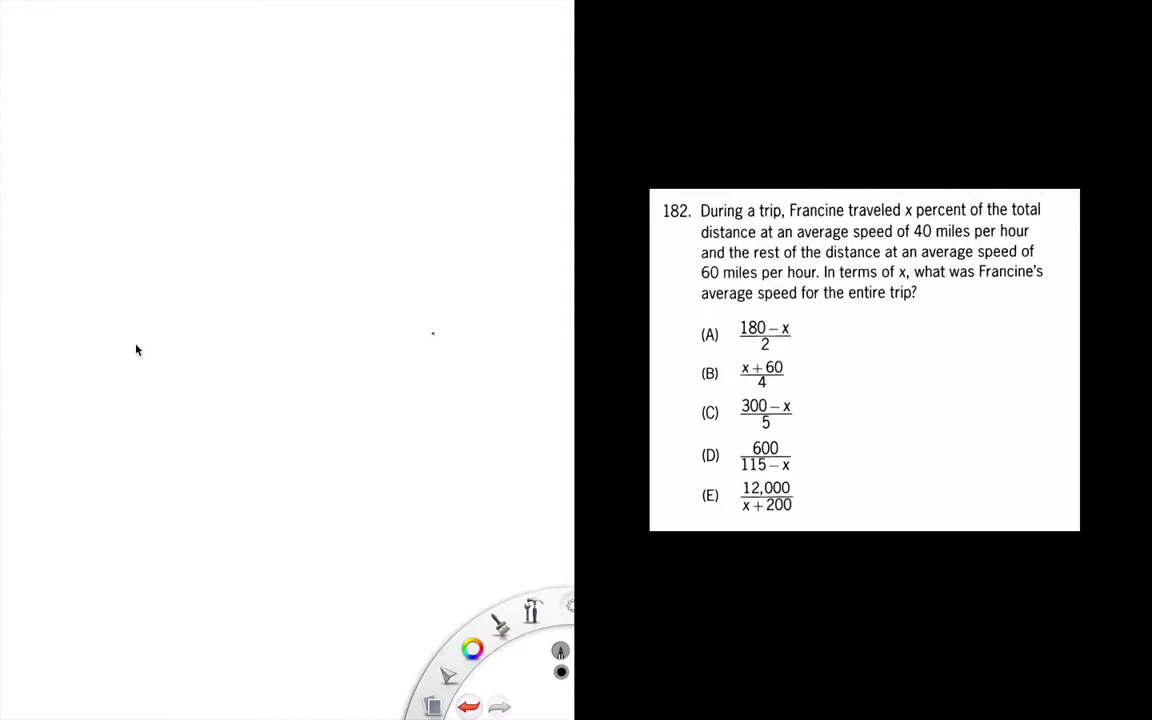 182. During a trip, Francine traveled x percent of the total
distance at an average speed of 40 miles per hour
and the rest of the distance at an average speed of
60 miles per hour. In terms of x, what was Francine's
average speed for the entire trip?
(A) 180 – x
2
(B) x + 60
4
(C) 300 – x
5
(D) 600
115 – x
(E) 12,000
x + 200